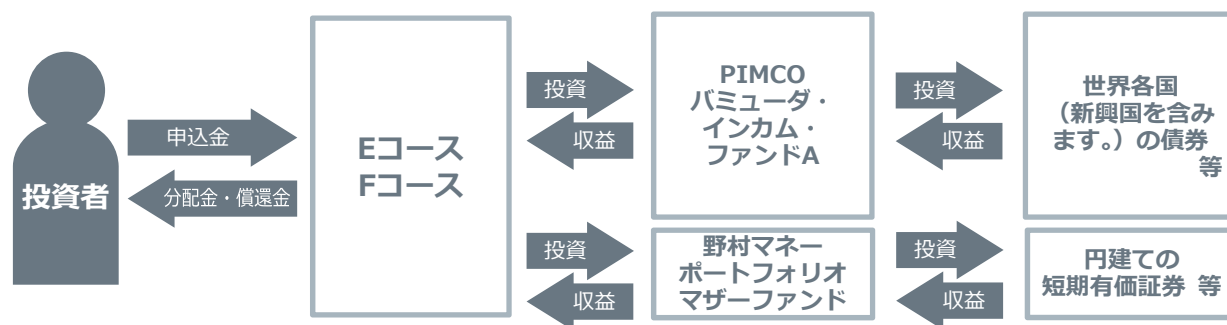 投資者
申込金
分配金・償還金
Eコース
Fコース
投資
収益
PIMCO
バミューダ・
インカム・
ファンドA
投資
収益
世界各国
（新興国を含み
ます。）の債券
等
投資
収益
野村マネー
ポートフォリオ
マザーファンド
投資
収益
円建ての
短期有価証券 等